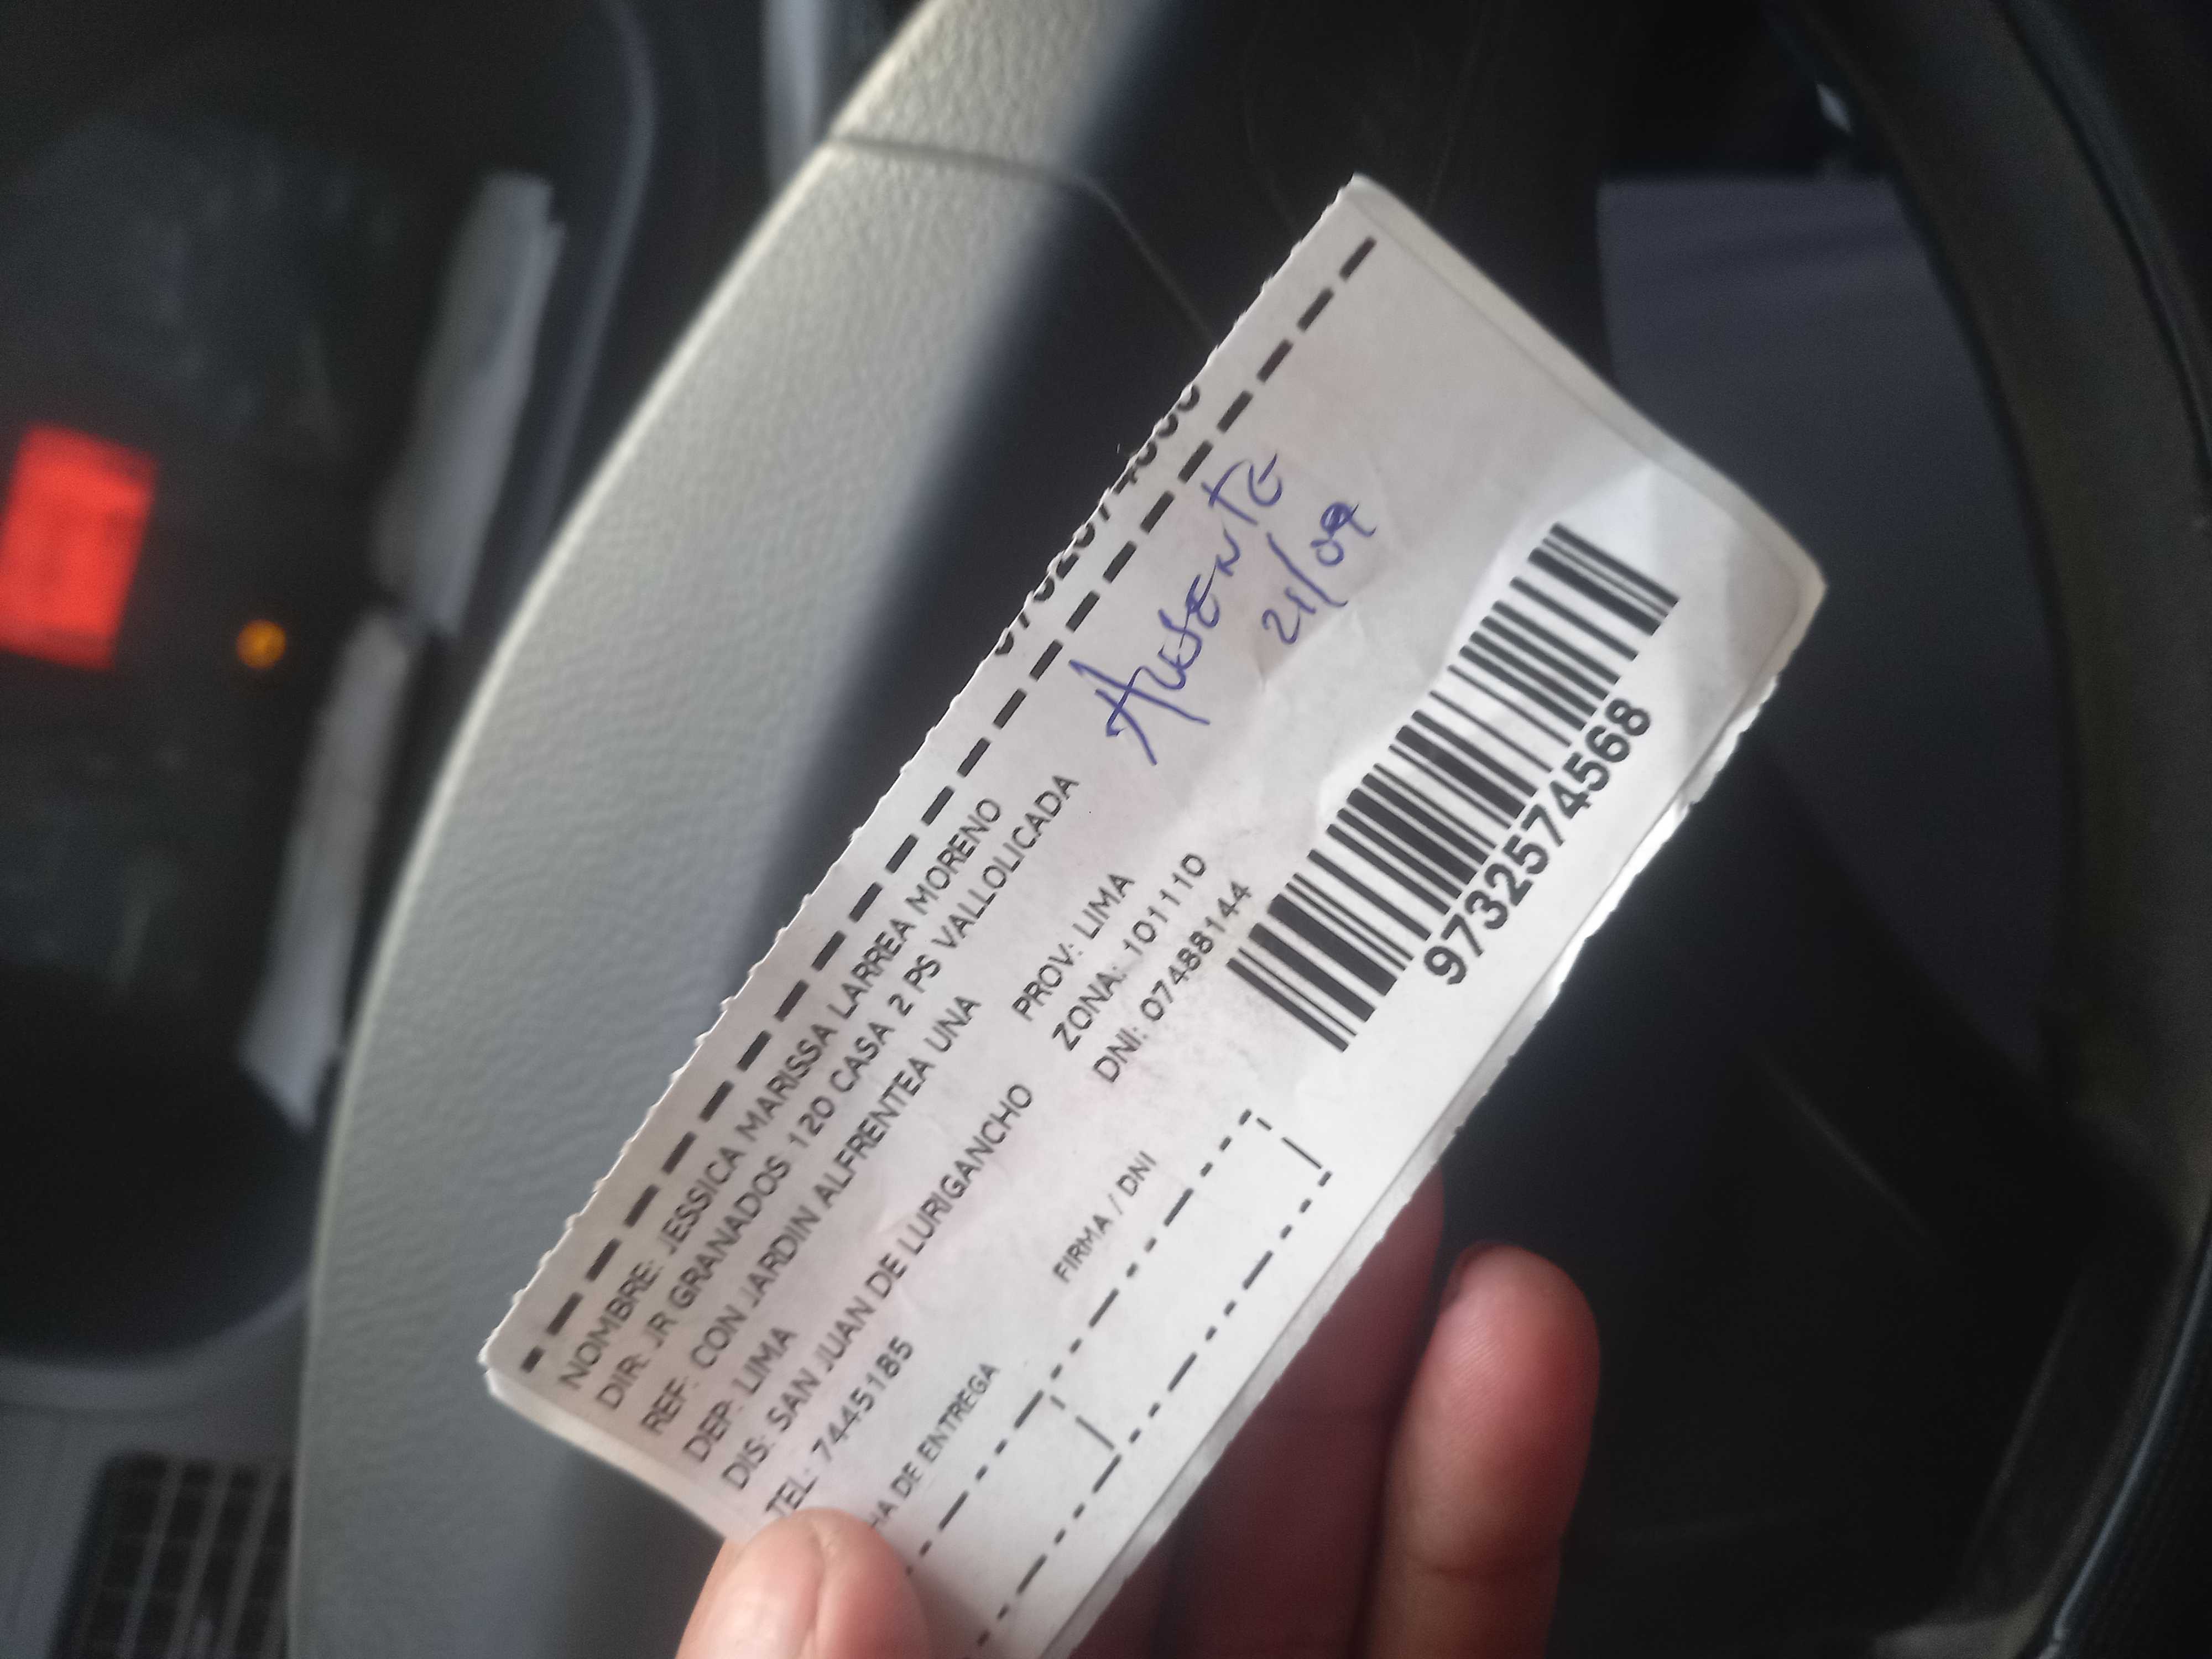 AUSENTE
21/09
NOMBRE: JESSICA MARISSA LARREA MORENO
DIR: JR GRANADOS 120 CASA 2 PS VALLOLICADA
REF: CON JARDIN ALFRENTEA UNA
DEP: LIMA PROV: LIMA
DIS: SAN JUAN DE LURIGANCHO ZONA: 101110
TEL: 7445185 DNI: 07488144
97325574568
DE ENTREGA FIRMA / DNI